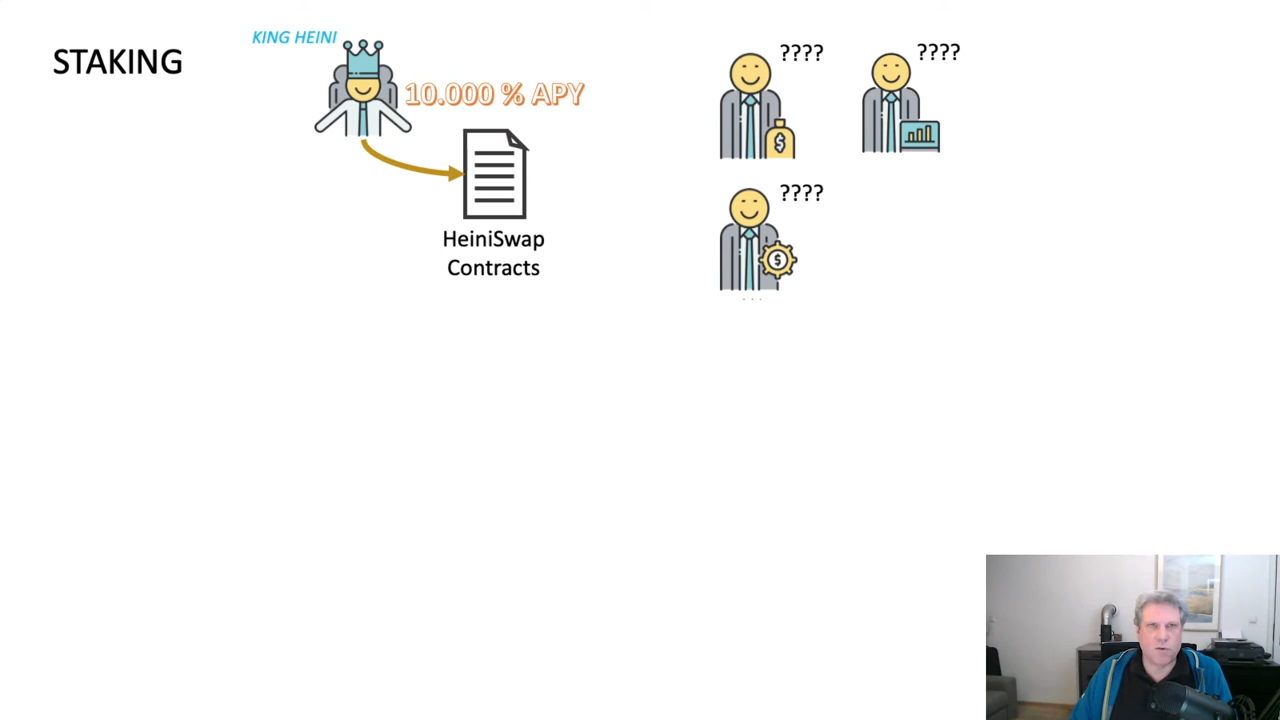 STAKING
KING HEINI
10.000 % APY
HeiniSwap
Contracts
????
????
????
$
$